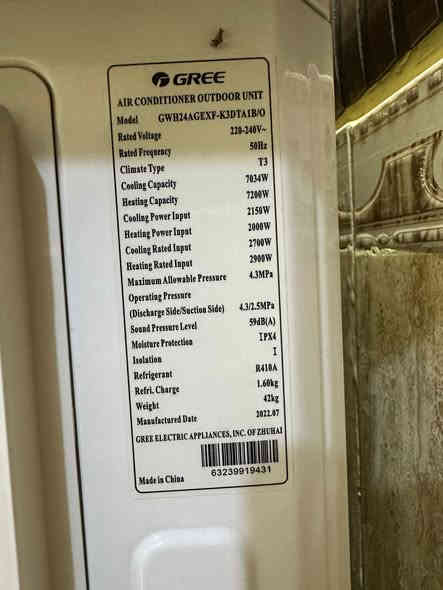 GREE
AIR CONDITIONER OUTDOOR UNIT
Model GWH24AGEXF-K3DTA1B/O
Rated Voltage 220-240V~
Rated Frequency 50Hz
Climate Type T3
Cooling Capacity 7034W
Heating Capacity 7200W
Cooling Power Input 2150W
Heating Power Input 2000W
Cooling Rated Input 2700W
Heating Rated Input 2900W
Maximum Allowable Pressure 4.3MPa
Operating Pressure
(Discharge Side/Suction Side) 4.3/2.5MPa
Sound Pressure Level 59dB(A)
Moisture Protection IPX4
Isolation I
Refrigerant R410A
Refri. Charge 1.60kg
Weight 42kg
Manufactured Date 2022.07
GREE ELECTRIC APPLIANCES, INC. OF ZHUHAI
63239919431
Made in China